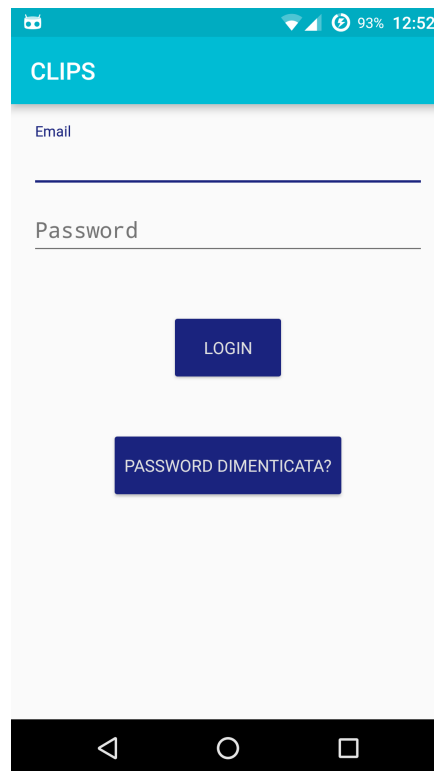 93% 12:52
CLIPS
Email
Password
LOGIN
PASSWORD DIMENTICATA?